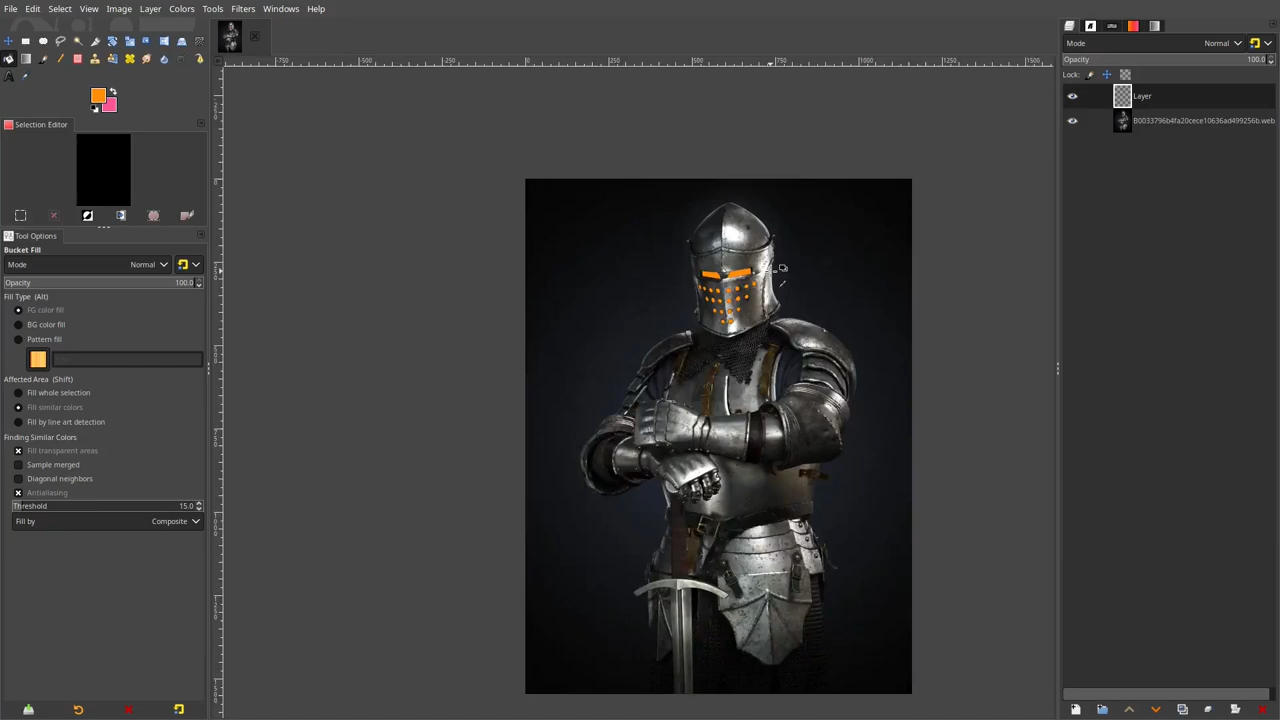 File Edit Select View Image Layer Colors Tools Filters Windows Help
Mode Normal
Opacity 100.0
Lock:
Layer
B0033796b4fa20cece10636ad499256b.web
Selection Editor
Tool Options
Bucket Fill
Mode Normal
Opacity 100.0
Fill Type (Alt)
FG color fill
BG color fill
Pattern fill
Affected Area (Shift)
Fill whole selection
Fill similar colors
Fill by line art detection
Finding Similar Colors
Fill transparent areas
Sample merged
Diagonal neighbors
Antialiasing
Threshold 15.0
Fill by Composite